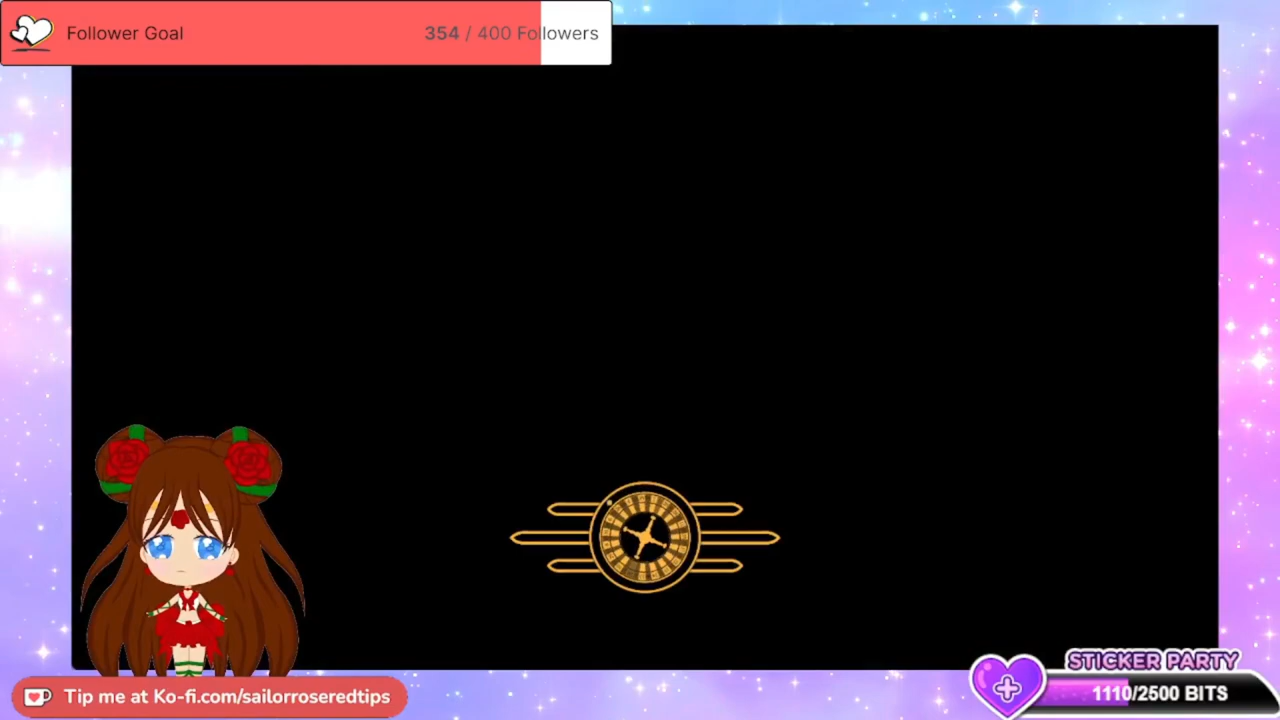 Follower Goal 354 / 400 Followers
Tip me at Ko-fi.com/sailorroseredtips
STICKER PARTY
1110/2500 BITS